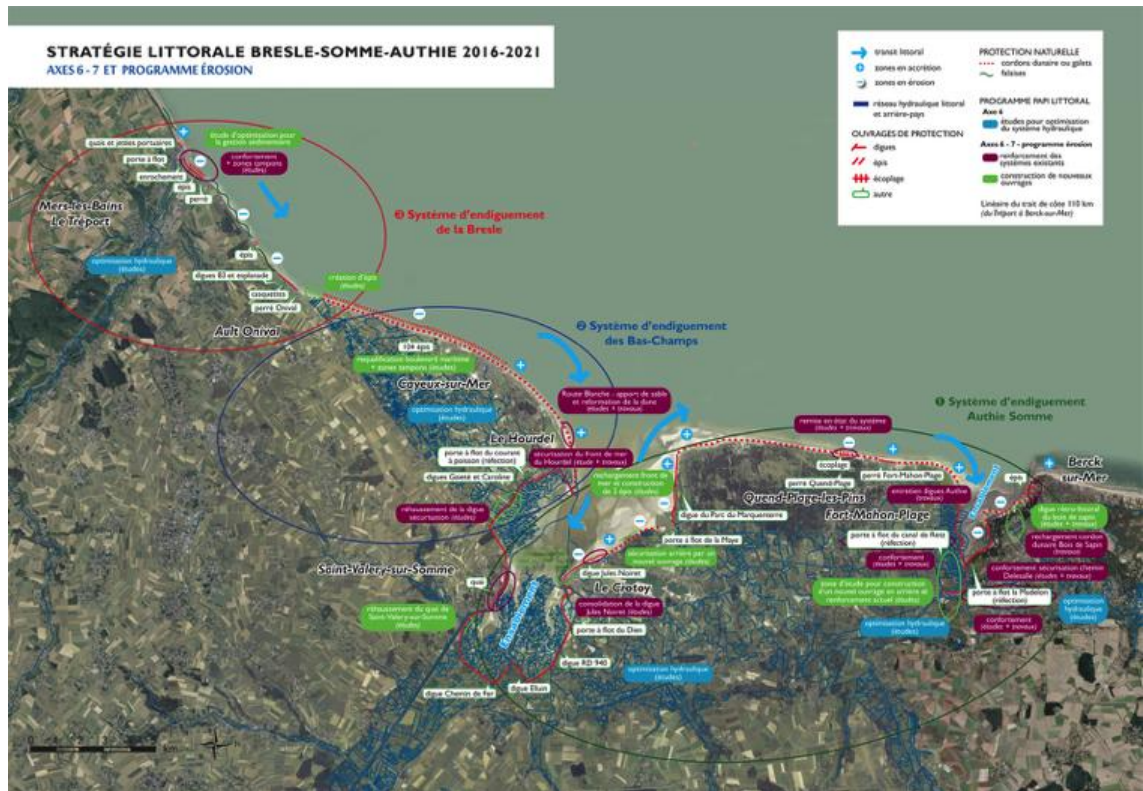 STRATÉGIE LITTORALE BRESLE-SOMME-AUTHIE 2016-2021
AXES 6 - 7 ET PROGRAMME ÉROSION
transit littoral
zones en accrétion
zones en érosion
réseau hydraulique littoral
et arrière-pays
OUVRAGES DE PROTECTION
digues
épis
écoplage
autre
PROTECTION NATURELLE
cordons dunaire ou galets
falaises
PROGRAMME PAPI LITTORAL
Axe 6
études pour optimisation
du système hydraulique
Axes 6 - 7 - programme érosion
renforcement des
systèmes existants
construction de nouveaux
ouvrages
Linéaire du trait de côte 110 km
(du Tréport à Berck-sur-Mer)
quais et jetées portuaires
porte à flot
enrochement
épis
perré
étude d'optimisation pour
la gestion sédimentaire
confortement
+ zones tampons
(études)
Mers-les-Bains
Le Tréport
❸ Système d'endiguement
de la Bresle
optimisation hydraulique
(études)
épis
digues 83 et esplanade
casquettes
perré Onival
création d'épis
(études)
Ault Onival
❷ Système d'endiguement
des Bas-Champs
104 épis
requalification boulevard maritime
+ zones tampons (études)
Cayeux-sur-Mer
optimisation hydraulique
(études)
Route Blanche - apport de sable
et reformation de la dune
(études + travaux)
❶ Système d'endiguement
Authie Somme
Le Hourdel
porte à flot du courant
à poisson (réfection)
digues Gisené et Caroline
sécurisation du front de mer
du Hourdel (étude + travaux)
rechargement front de
mer et construction
de 3 épis (études)
réhaussement de la digue
sécurisation (études)
remise en état du système
(études + travaux)
écoplage
perré Quend-Plage
perré Fort-Mahon-Plage
Quend-Plage-les-Pins
Fort-Mahon-Plage
entretien digues Authie
(travaux)
Ensablement
épis
Berck
sur-Mer
digue du Parc du Marquenterre
porte à flot de la Maye
porte à flot du canal de Retz
(réfection)
digue rétro-littoral
du bois de sapin
(études + travaux)
rechargement cordon
dunaire Bois de Sapin
(travaux)
confortement
(études + travaux)
confortement sécurisation chemin
Delesalle (études + travaux)
zone d'étude pour construction
d'un nouvel ouvrage en arrière et
renforcement actuel (études)
porte à flot la Madelon
(réfection)
optimisation
hydraulique
(études)
optimisation hydraulique
(études)
confortement
(études + travaux)
sécurisation arrière par un
nouvel ouvrage (études)
digue Jules Noiret
Saint-Valery-sur-Somme
quai
Le Crotoy
consolidation de la digue
Jules Noiret (études)
réhaussement du quai de
Saint-Valery-sur-Somme
(études)
Ensablement
porte à flot du Dien
digue RD 940
optimisation hydraulique
(études)
digue Chemin de fer
digue Elluin
km